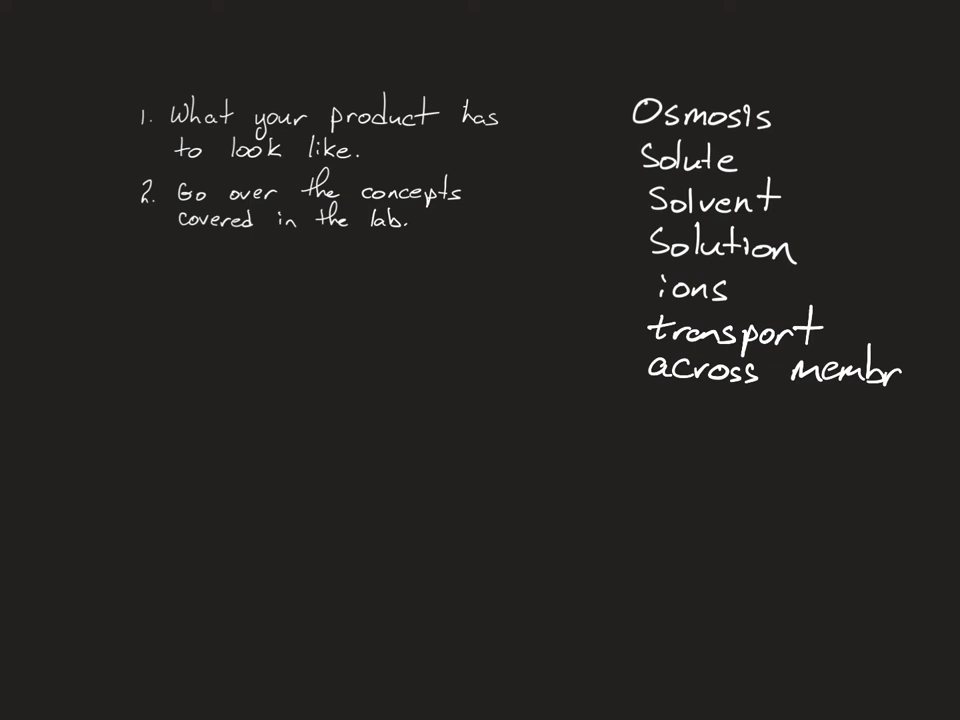 1. What your product has
to look like.
2. Go over the concepts
covered in the lab.
Osmosis
Solute
Solvent
Solution
ions
transport
across membr